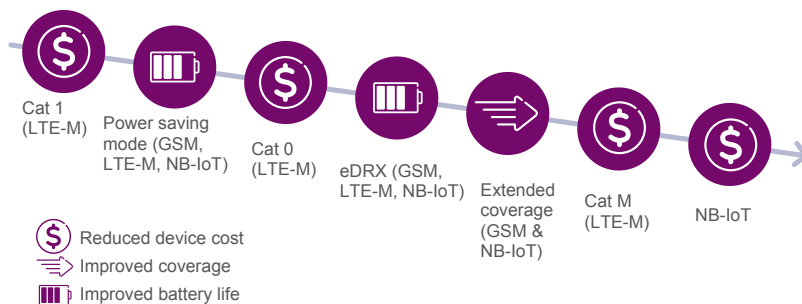 Cat 1
(LTE-M)
Power saving
mode (GSM,
LTE-M, NB-IoT)
Cat 0
(LTE-M)
eDRX (GSM,
LTE-M, NB-IoT)
Extended
coverage
(GSM &
NB-IoT)
Cat M
(LTE-M)
NB-IoT
Reduced device cost
Improved coverage
Improved battery life